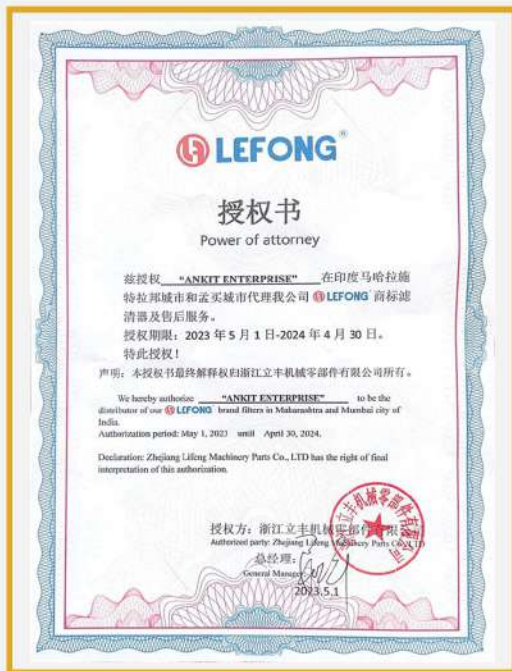 LEFONG®
授权书
Power of attorney
兹授权 "ANKIT ENTERPRISE" 在印度马哈拉施
特拉邦城市和孟买城市代理我公司 LEFONG 商标滤
清器及售后服务。
授权期限：2023 年 5 月 1 日-2024 年 4 月 30 日。
特此授权！
声明：本授权书最终解释权归浙江立丰机械零部件有限公司所有。
We hereby authorize "ANKIT ENTERPRISE" to be the
distributor of our LEFONG brand filters in Maharashtra and Mumbai city of
India.
Authorization period: May 1, 2023 until April 30, 2024.
Declaration: Zhejiang Lifeng Machinery Parts Co., LTD has the right of final
interpretation of this authorization.
授权方：浙江立丰机械零部件有限公司
Authorized party: Zhejiang Lifeng Machinery Parts Co., LTD
总经理：
General Manager:
2023.5.1